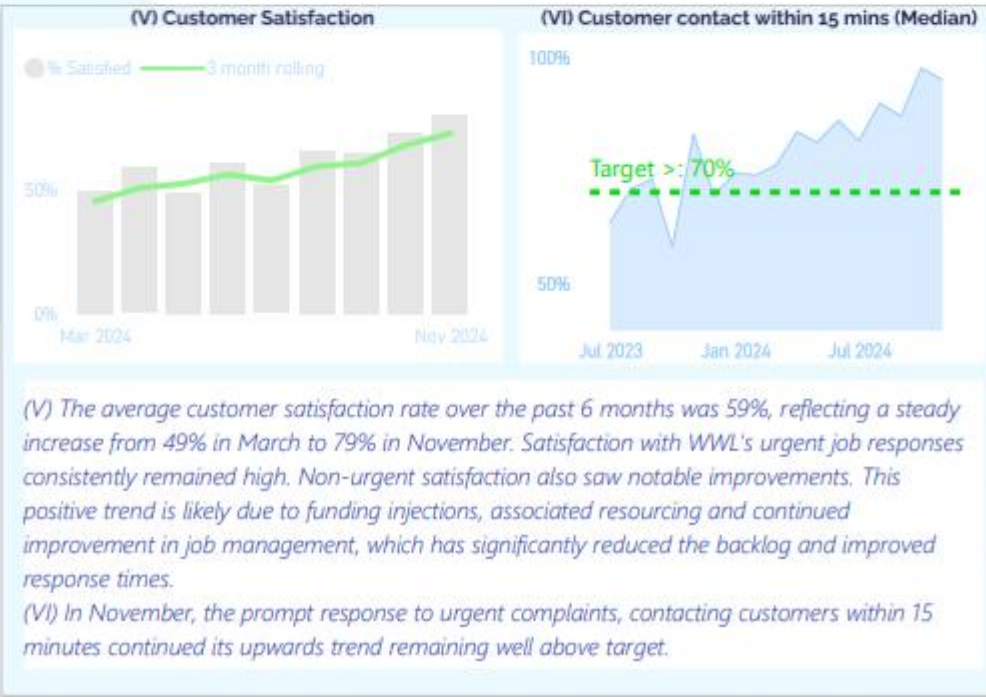 (V) Customer Satisfaction
(VI) Customer contact within 15 mins (Median)
% Satisfied
3 month rolling
50%
0%
Mar 2024
Nov 2024
100%
Target >: 70%
50%
Jul 2023
Jan 2024
Jul 2024
(V) The average customer satisfaction rate over the past 6 months was 59%, reflecting a steady
increase from 49% in March to 79% in November. Satisfaction with WWL's urgent job responses
consistently remained high. Non-urgent satisfaction also saw notable improvements. This
positive trend is likely due to funding injections, associated resourcing and continued
improvement in job management, which has significantly reduced the backlog and improved
response times.
(VI) In November, the prompt response to urgent complaints, contacting customers within 15
minutes continued its upwards trend remaining well above target.